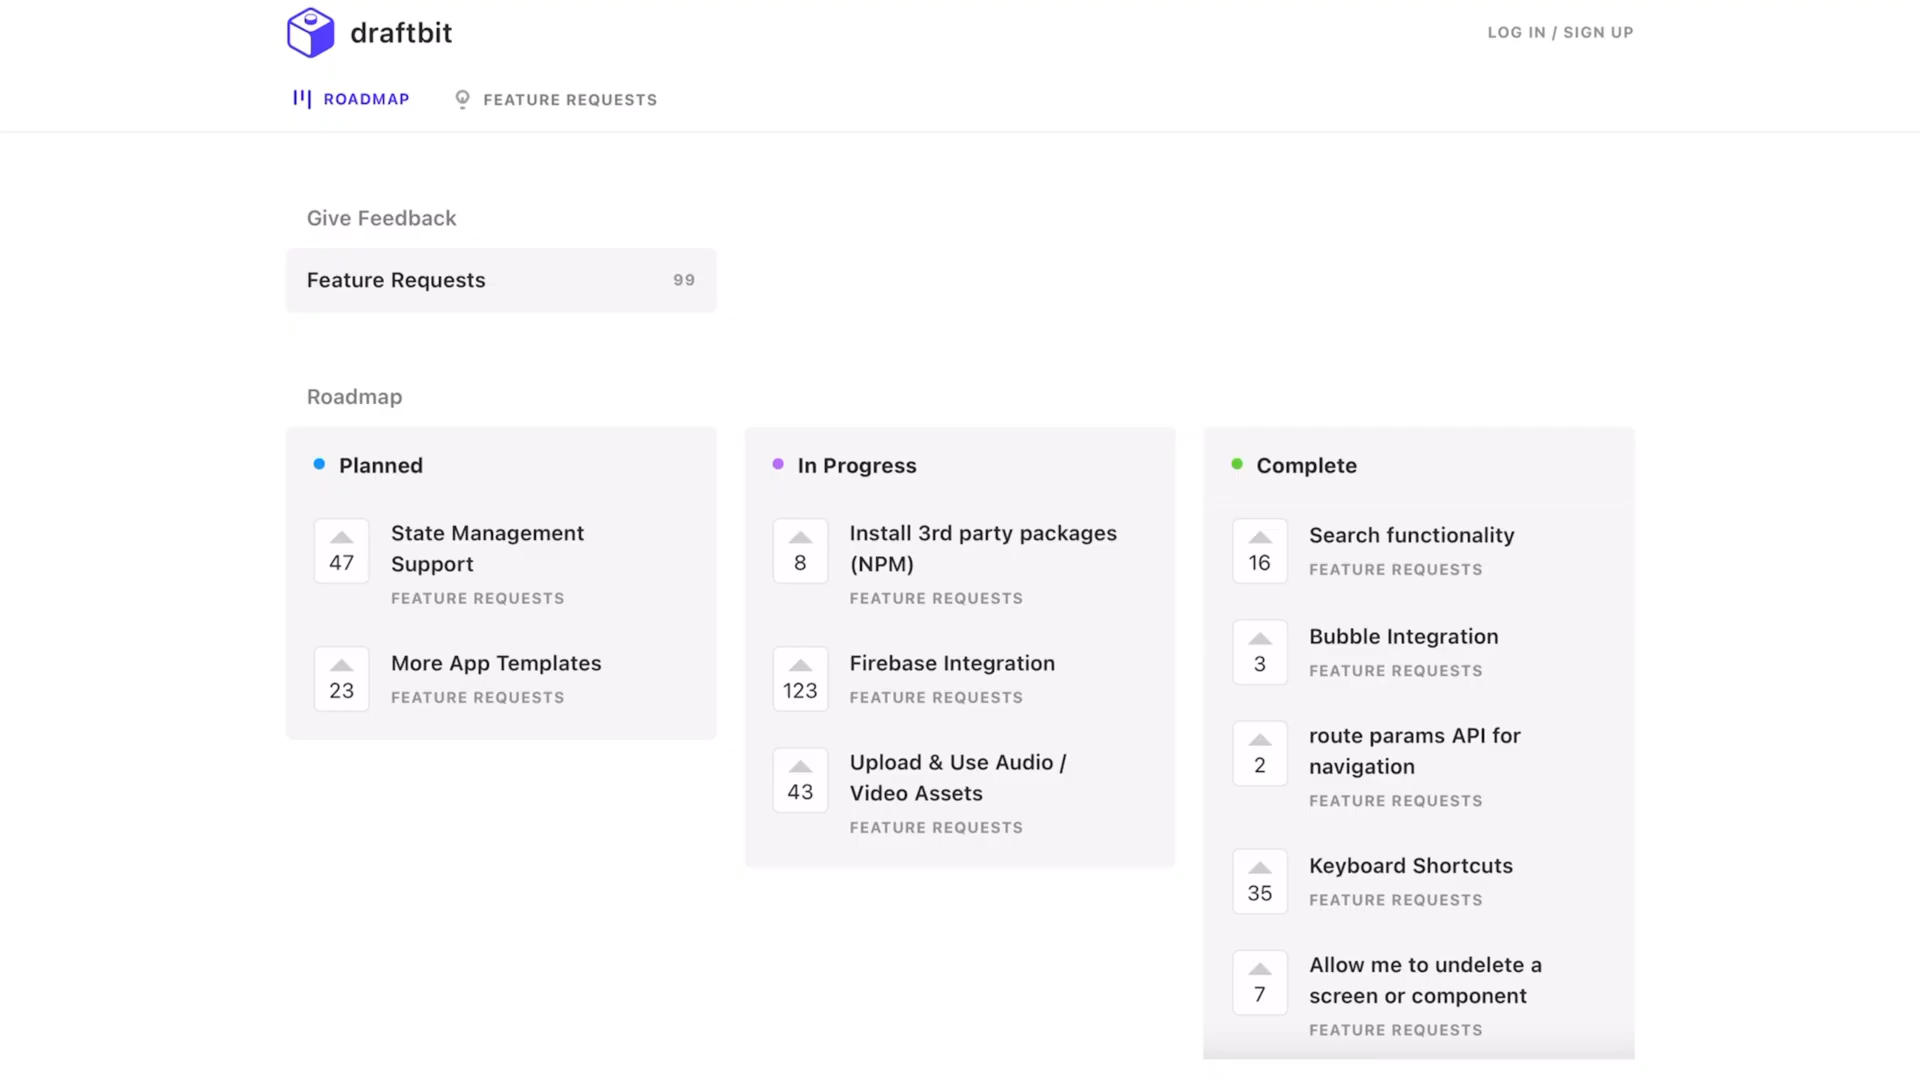 draftbit
LOG IN / SIGN UP
ROADMAP
FEATURE REQUESTS
Give Feedback
Feature Requests 99
Roadmap
Planned
47
State Management
Support
FEATURE REQUESTS
23
More App Templates
FEATURE REQUESTS
In Progress
8
Install 3rd party packages
(NPM)
FEATURE REQUESTS
123
Firebase Integration
FEATURE REQUESTS
43
Upload & Use Audio /
Video Assets
FEATURE REQUESTS
Complete
16
Search functionality
FEATURE REQUESTS
3
Bubble Integration
FEATURE REQUESTS
2
route params API for
navigation
FEATURE REQUESTS
35
Keyboard Shortcuts
FEATURE REQUESTS
7
Allow me to undelete a
screen or component
FEATURE REQUESTS